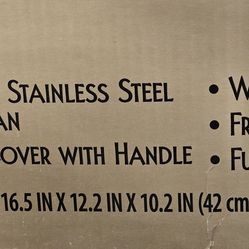 STAINLESS STEEL • W
AN • FR
OVER WITH HANDLE • FU
16.5 IN X 12.2 IN X 10.2 IN (42 cm